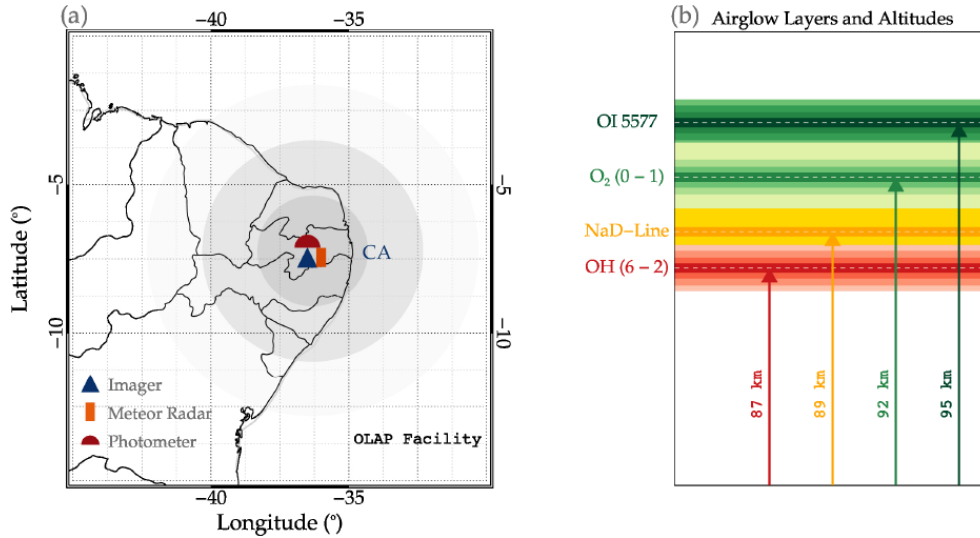 (a)
−40
−35
−5
−5
−10
−10
Latitude (°)
CA
Imager
Meteor Radar
Photometer
OLAP Facility
−40
−35
Longitude (°)
(b)
Airglow Layers and Altitudes
OI 5577
O₂ (0 − 1)
NaD−Line
OH (6 − 2)
87 km
89 km
92 km
95 km